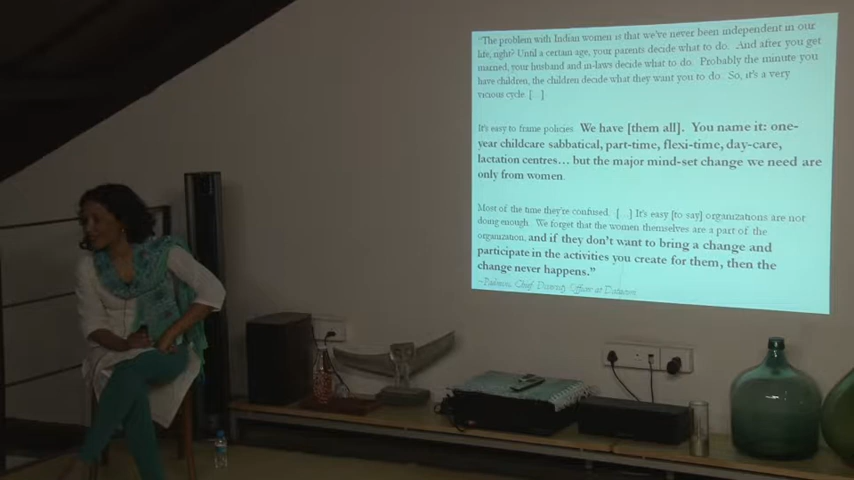 "The problem with Indian women is that we've never been independent in our
life, right? Until a certain age, your parents decide what to do. And after you get
married, your husband and in-laws decide what to do. Probably the minute you
have children, the children decide what they want you to do. So, it's a very
vicious cycle. […]
It's easy to frame policies. We have [them all]. You name it: one-
year childcare sabbatical, part-time, flexi-time, day-care,
lactation centres… but the major mind-set change we need are
only from women.
Most of the time they're confused. […] It's easy [to say] organizations are not
doing enough. We forget that the women themselves are a part of the
organization, and if they don't want to bring a change and
participate in the activities you create for them, then the
change never happens."
Chief Diversity Officer at